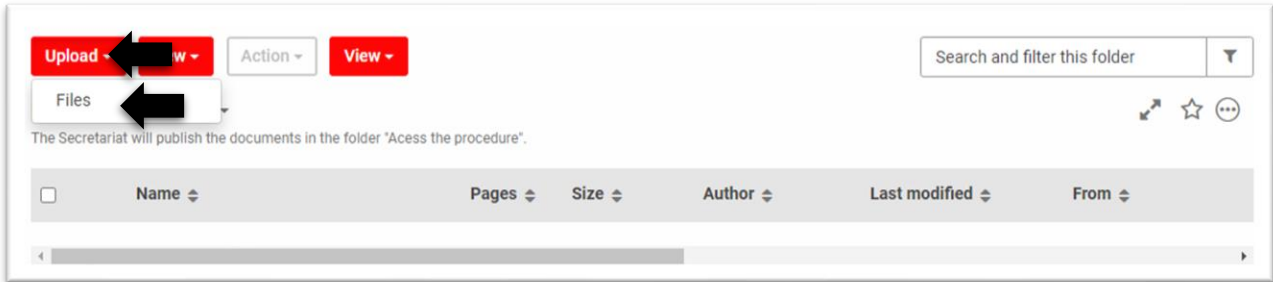 Upload Action View Search and filter this folder
Files
The Secretariat will publish the documents in the folder "Acess the procedure".
Name Pages Size Author Last modified From